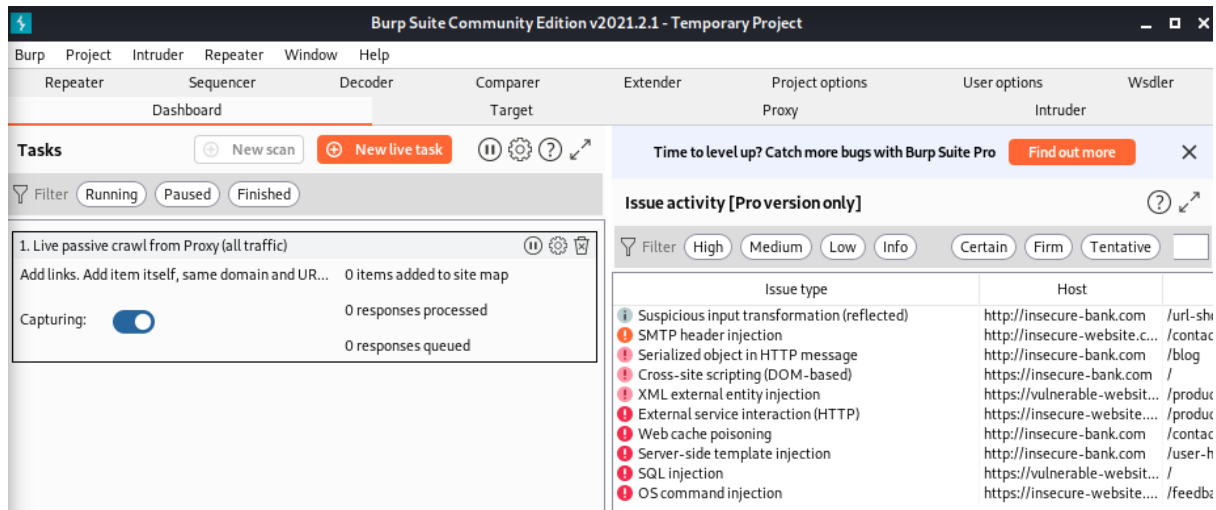 Burp Suite Community Edition v2021.2.1 - Temporary Project
Burp Project Intruder Repeater Window Help
Repeater Sequencer Decoder Comparer Extender Project options User options Wsdler
Dashboard Target Proxy Intruder
Tasks New scan New live task
Filter Running Paused Finished
1. Live passive crawl from Proxy (all traffic)
Add links. Add item itself, same domain and UR... 0 items added to site map
0 responses processed
Capturing:
0 responses queued
Time to level up? Catch more bugs with Burp Suite Pro Find out more
Issue activity [Pro version only]
Filter High Medium Low Info Certain Firm Tentative
Issue type Host
Suspicious input transformation (reflected) http://insecure-bank.com /url-sho
SMTP header injection http://insecure-website.c... /contac
Serialized object in HTTP message http://insecure-bank.com /blog
Cross-site scripting (DOM-based) https://insecure-bank.com /
XML external entity injection https://vulnerable-websit... /produc
External service interaction (HTTP) https://insecure-website.... /produc
Web cache poisoning http://insecure-bank.com /contac
Server-side template injection http://insecure-bank.com /user-h
SQL injection https://vulnerable-websit... /
OS command injection https://insecure-website.... /feedba